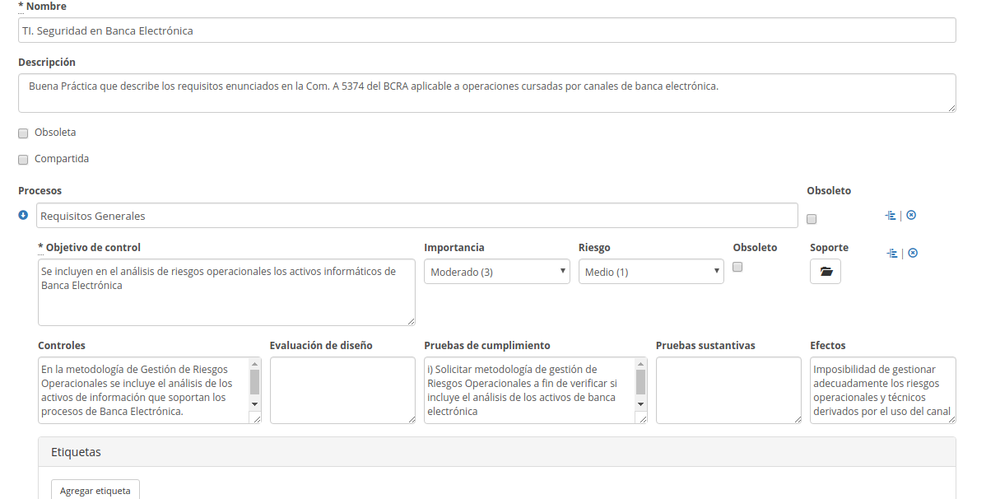 * Nombre
TI. Seguridad en Banca Electrónica
Descripción
Buena Práctica que describe los requisitos enunciados en la Com. A 5374 del BCRA aplicable a operaciones cursadas por canales de banca electrónica.
Obsoleta
Compartida
Procesos
Obsoleto
Requisitos Generales
|
* Objetivo de control
Importancia
Riesgo
Obsoleto
Soporte
|
Se incluyen en el análisis de riesgos operacionales los activos informáticos de
Banca Electrónica
Moderado (3)
Medio (1)
Controles
Evaluación de diseño
Pruebas de cumplimiento
Pruebas sustantivas
Efectos
En la metodología de Gestión de Riesgos
Operacionales se incluye el análisis de los
activos de información que soportan los
procesos de Banca Electrónica.
i) Solicitar metodología de gestión de
Riesgos Operacionales a fin de verificar si
incluye el análisis de los activos de banca
electrónica
Imposibilidad de gestionar
adecuadamente los riesgos
operacionales y técnicos
derivados por el uso del canal
Etiquetas
Agregar etiqueta